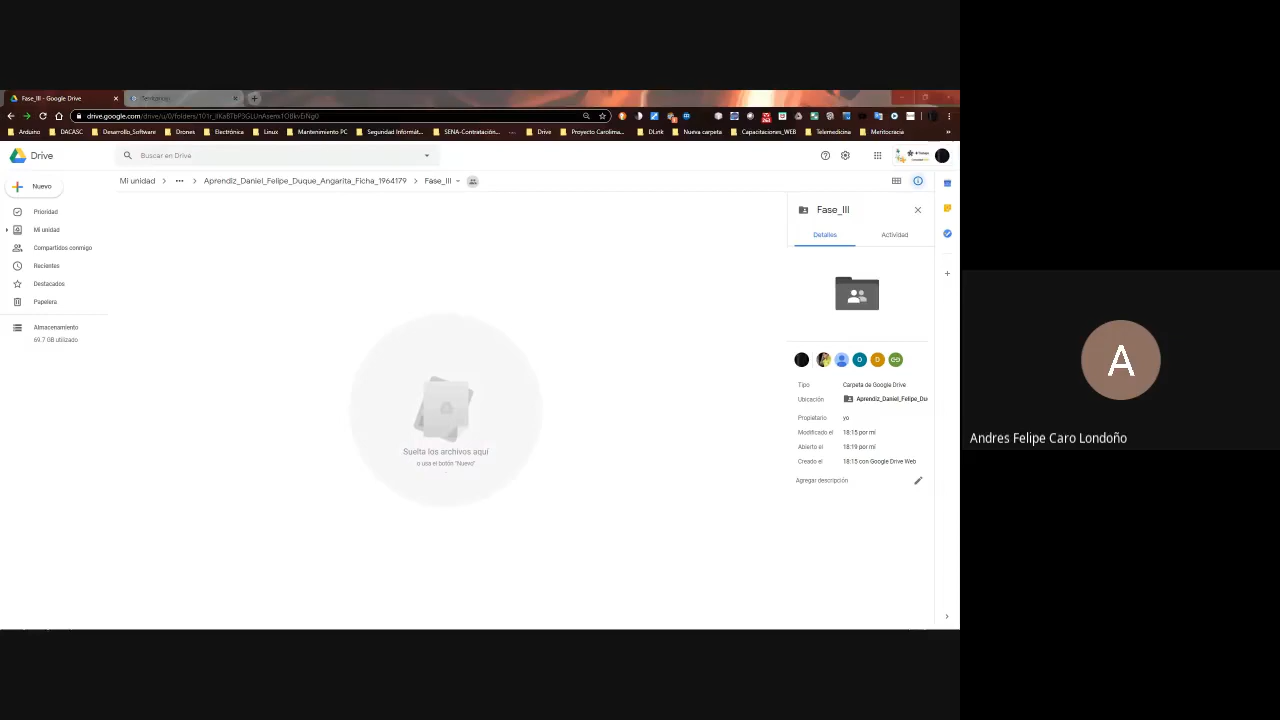 Fase_III - Google Drive
drive.google.com/drive/u/0/folders/
Arduino DACASC Desarrollo_Software Drones Electrónica Linux Mantenimiento PC Seguridad Informát... SENA-Contratación... Drive Proyecto Carolima... DLink Nueva carpeta Capacitaciones_WEB Telemedicina Meritocracia »
Drive
Buscar en Drive
Nuevo
Mi unidad > ... > Aprendiz_Daniel_Felipe_Duque_Angarita_Ficha_1964179 > Fase_III
Prioridad
Mi unidad
Compartidos conmigo
Recientes
Destacados
Papelera
Almacenamiento
69.7 GB utilizado
Suelta los archivos aquí
o usa el botón "Nuevo"
Fase_III
Detalles Actividad
O D
Tipo Carpeta de Google Drive
Ubicación Aprendiz_Daniel_Felipe_Du
Propietario yo
Modificado el 18:15 por mí
Abierto el 18:19 por mí
Creado el 18:15 con Google Drive Web
Agregar descripción
A
Andres Felipe Caro Londoño